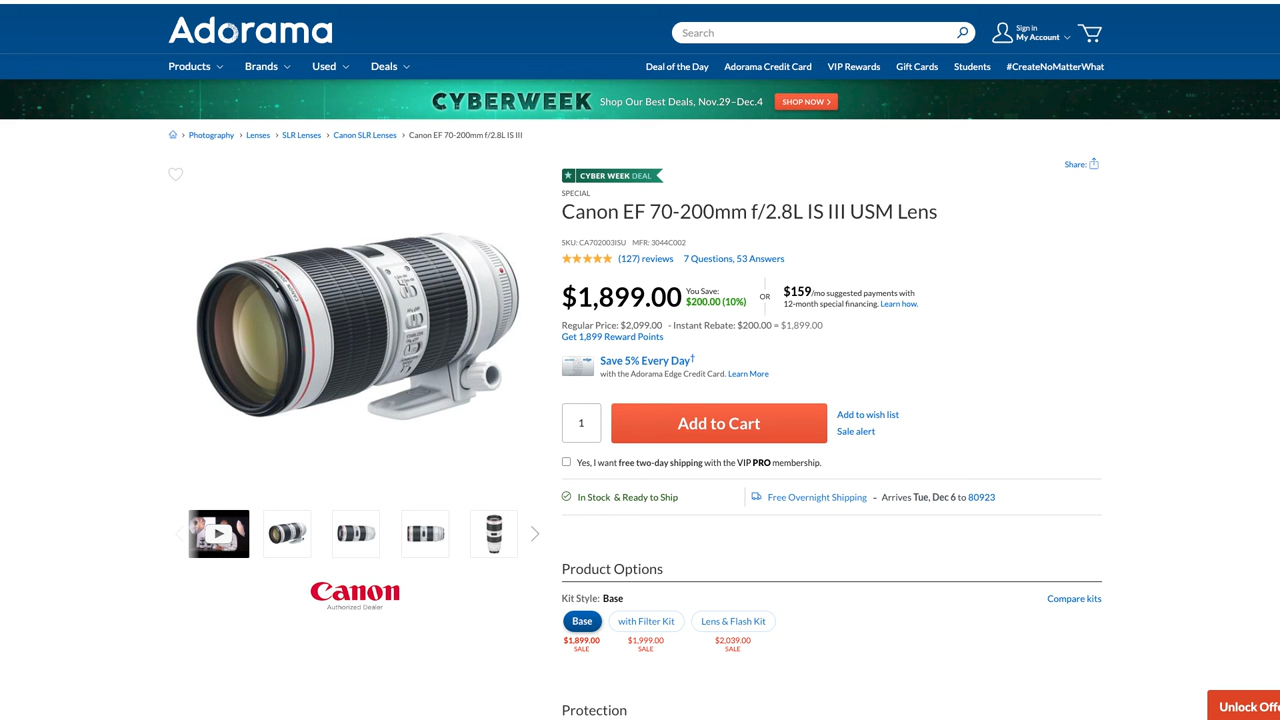 Adorama
Search
Sign in
My Account
Products
Brands
Used
Deals
Deal of the Day
Adorama Credit Card
VIP Rewards
Gift Cards
Students
#CreateNoMatterWhat
CYBERWEEK Shop Our Best Deals, Nov.29–Dec.4 SHOP NOW >
> Photography > Lenses > SLR Lenses > Canon SLR Lenses > Canon EF 70-200mm f/2.8L IS III
Share:
CYBER WEEK DEAL
SPECIAL
Canon EF 70-200mm f/2.8L IS III USM Lens
SKU: CA702003ISU MFR: 3044C002
(127) reviews 7 Questions, 53 Answers
$1,899.00
You Save:
$200.00 (10%)
OR
$159/mo suggested payments with
12-month special financing. Learn how.
Regular Price: $2,099.00 - Instant Rebate: $200.00 = $1,899.00
Get 1,899 Reward Points
Save 5% Every Day†
with the Adorama Edge Credit Card. Learn More
1
Add to Cart
Add to wish list
Sale alert
Yes, I want free two-day shipping with the VIP PRO membership.
In Stock & Ready to Ship
Free Overnight Shipping - Arrives Tue, Dec 6 to 80923
Canon
Authorized Dealer
Product Options
Kit Style: Base
Compare kits
Base
with Filter Kit
Lens & Flash Kit
$1,899.00
SALE
$1,999.00
SALE
$2,039.00
SALE
Protection